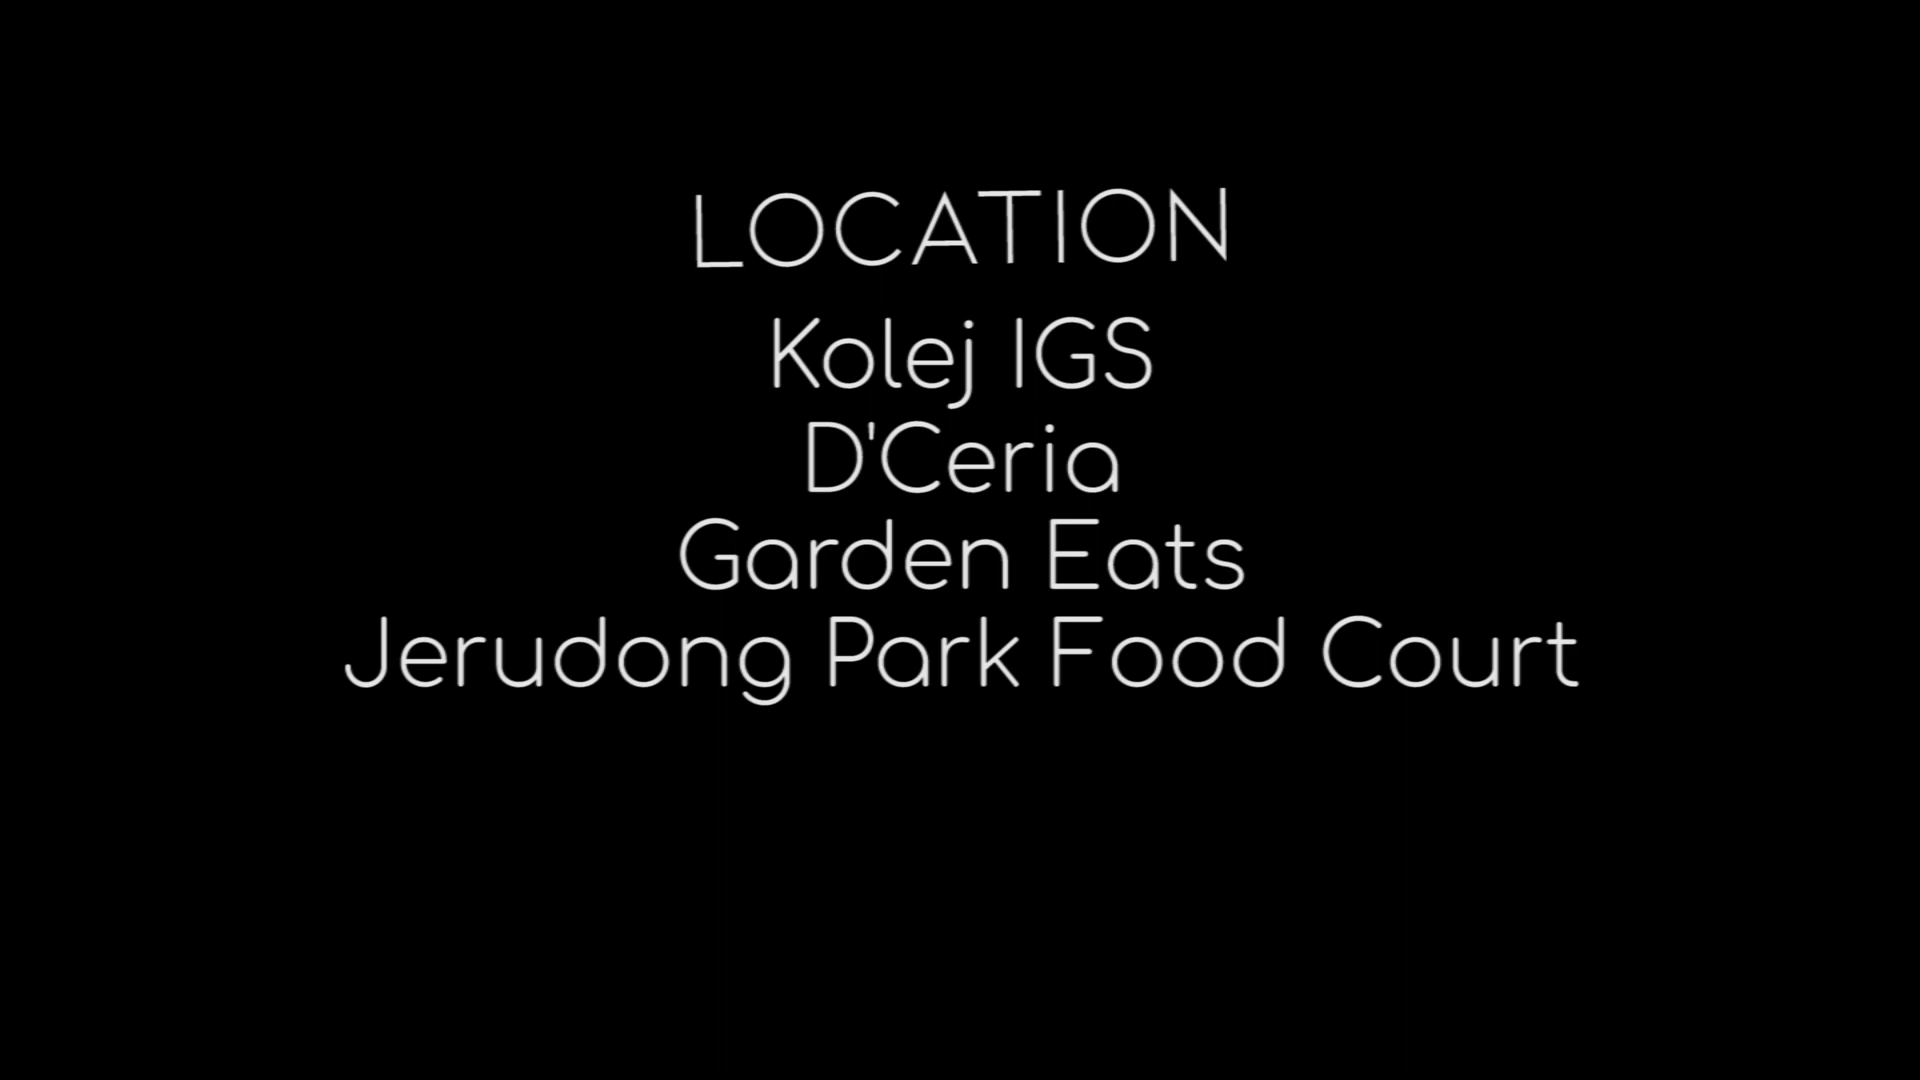 LOCATION
Kolej IGS
D'Ceria
Garden Eats
Jerudong Park Food Court